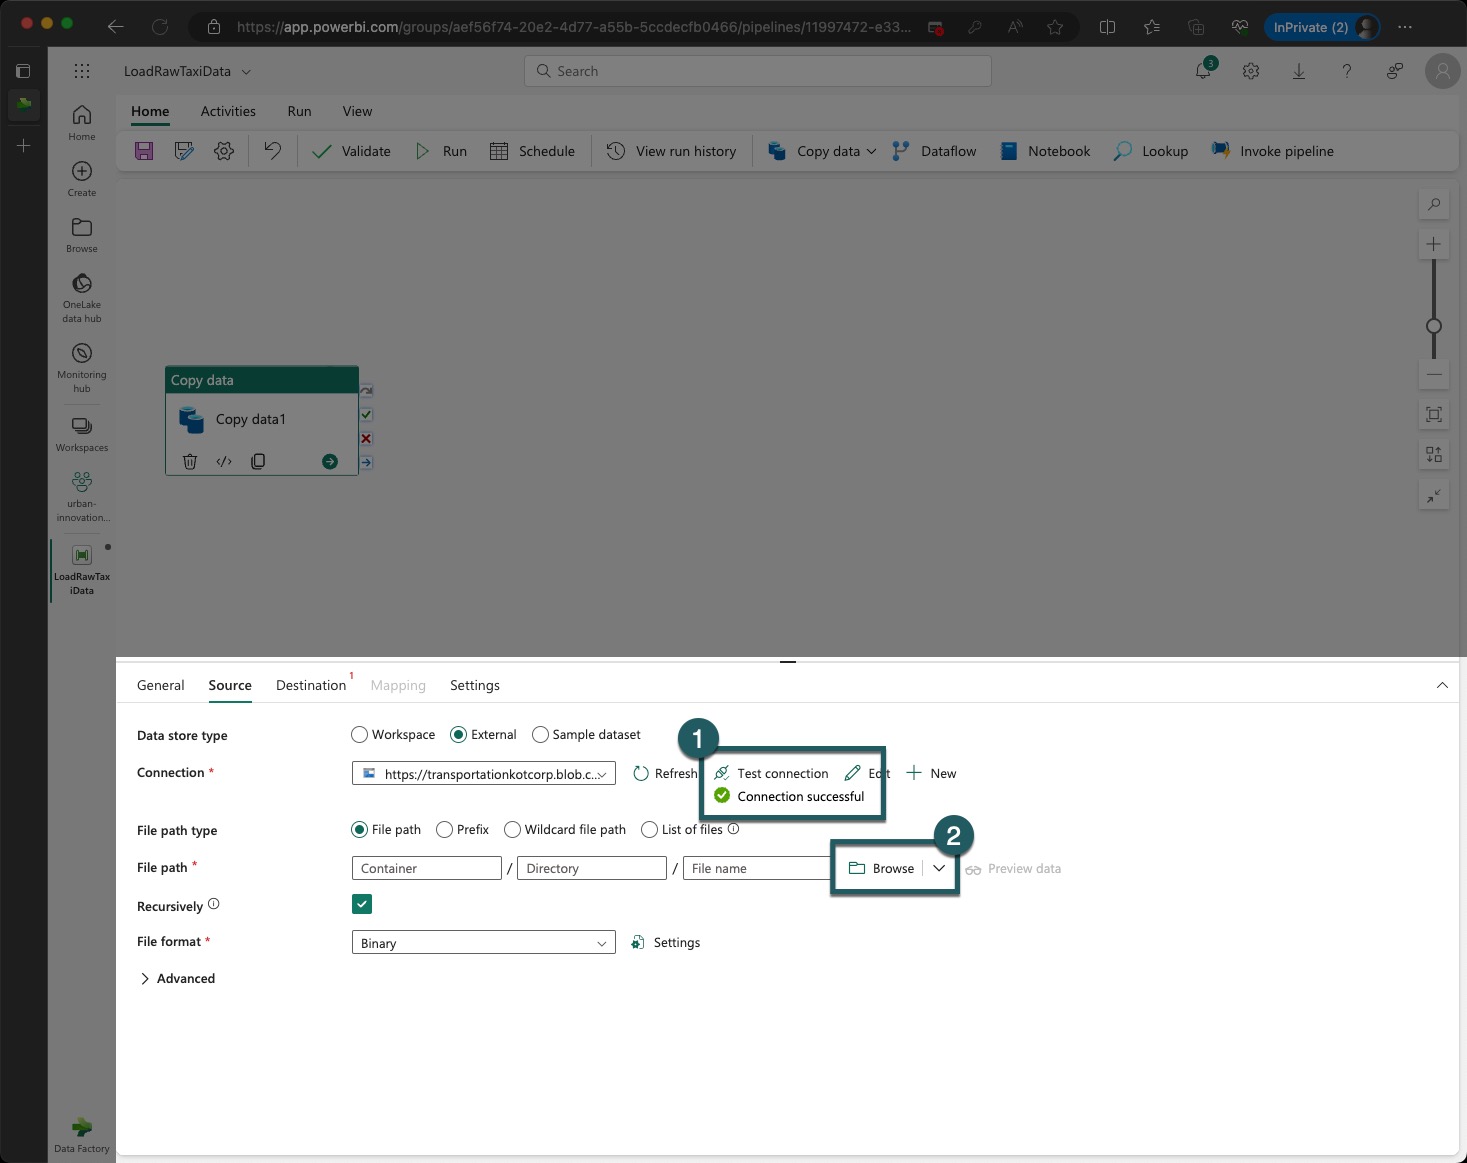 https://app.powerbi.com/groups/aef56f74-20e2-4d77-a55b-5ccdecfb0466/pipelines/11997472-e33...
InPrivate (2)
LoadRawTaxiData
Search
3
Home Activities Run View
Validate Run Schedule View run history Copy data Dataflow Notebook Lookup Invoke pipeline
Home
Create
Browse
OneLake
data hub
Monitoring
hub
Workspaces
urban-
innovation...
LoadRawTax
iData
Data Factory
Copy data
Copy data1
General Source Destination 1 Mapping Settings
Data store type Workspace External Sample dataset
1
Connection * https://transportationkotcorp.blob.c... Refresh Test connection Edit New
Connection successful
File path type File path Prefix Wildcard file path List of files
2
File path * Container / Directory / File name Browse Preview data
Recursively
File format * Binary Settings
Advanced